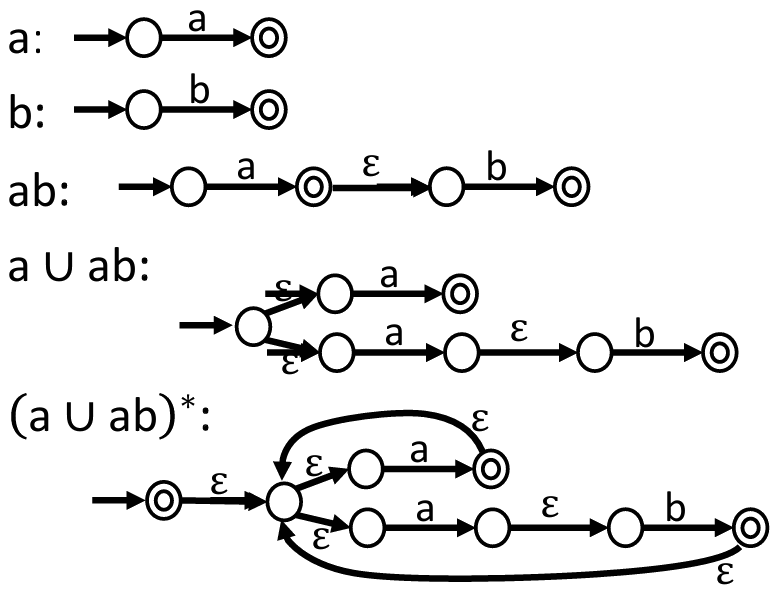 a: a
b: b
ab: a ε b
a ∪ ab:
ε a
ε a ε b
(a ∪ ab)*:
ε
ε ε a
ε a ε b
ε